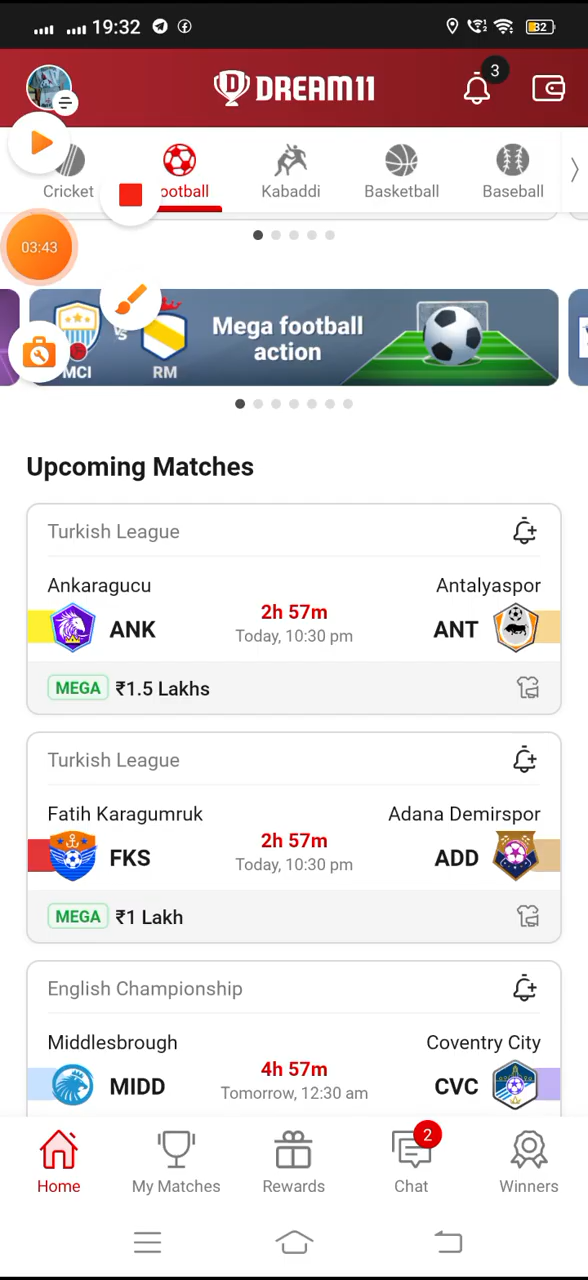 19:32
32
DREAM11
3
Cricket
ootball
Kabaddi
Basketball
Baseball
03:43
Mega football
action
MCI
VS
RM
Upcoming Matches
Turkish League
Ankaragucu
Antalyaspor
ANK
2h 57m
Today, 10:30 pm
ANT
MEGA ₹1.5 Lakhs
Turkish League
Fatih Karagumruk
Adana Demirspor
FKS
2h 57m
Today, 10:30 pm
ADD
MEGA ₹1 Lakh
English Championship
Middlesbrough
Coventry City
MIDD
4h 57m
Tomorrow, 12:30 am
CVC
2
Home
My Matches
Rewards
Chat
Winners